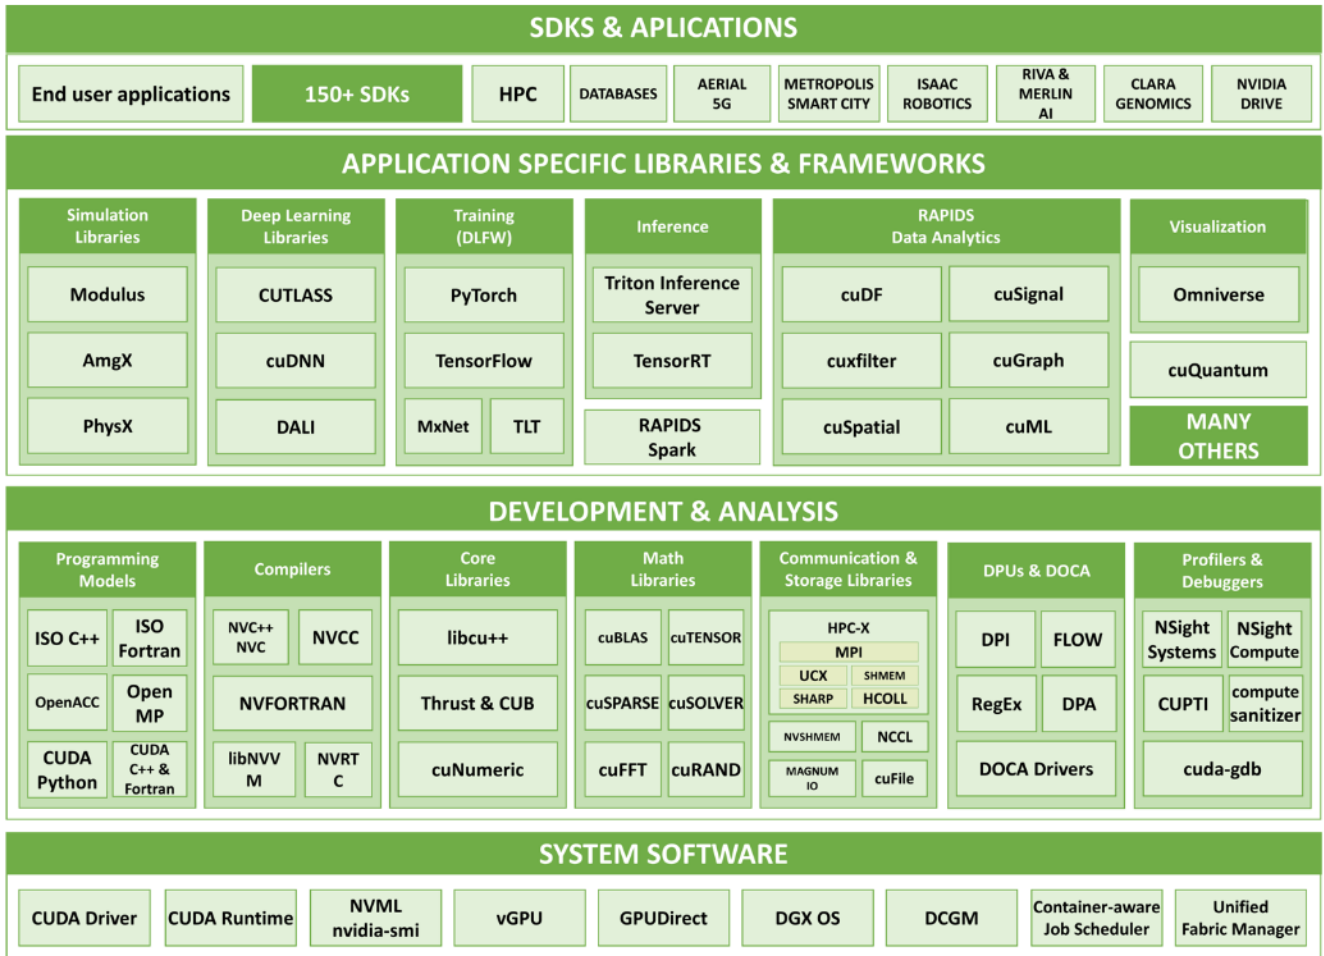 SDKS & APLICATIONS
End user applications
150+ SDKs
HPC
DATABASES
AERIAL
5G
METROPOLIS
SMART CITY
ISAAC
ROBOTICS
RIVA &
MERLIN
AI
CLARA
GENOMICS
NVIDIA
DRIVE
APPLICATION SPECIFIC LIBRARIES & FRAMEWORKS
Simulation
Libraries
Modulus
AmgX
PhysX
Deep Learning
Libraries
CUTLASS
cuDNN
DALI
Training
(DLFW)
PyTorch
TensorFlow
MxNet
TLT
Inference
Triton Inference
Server
TensorRT
RAPIDS
Spark
RAPIDS
Data Analytics
cuDF
cuSignal
cuxfilter
cuGraph
cuSpatial
cuML
Visualization
Omniverse
cuQuantum
MANY
OTHERS
DEVELOPMENT & ANALYSIS
Programming
Models
ISO C++
ISO
Fortran
OpenACC
Open
MP
CUDA
Python
CUDA
C++ &
Fortran
Compilers
NVC++
NVC
NVCC
NVFORTRAN
libNVV
M
NVRT
C
Core
Libraries
libcu++
Thrust & CUB
cuNumeric
Math
Libraries
cuBLAS
cuTENSOR
cuSPARSE
cuSOLVER
cuFFT
cuRAND
Communication &
Storage Libraries
HPC-X
MPI
UCX
SHMEM
SHARP
HCOLL
NVSHMEM
NCCL
MAGNUM
IO
cuFile
DPUs & DOCA
DPI
FLOW
RegEx
DPA
DOCA Drivers
Profilers &
Debuggers
NSight
Systems
NSight
Compute
CUPTI
compute
sanitizer
cuda-gdb
SYSTEM SOFTWARE
CUDA Driver
CUDA Runtime
NVML
nvidia-smi
vGPU
GPUDirect
DGX OS
DCGM
Container-aware
Job Scheduler
Unified
Fabric Manager